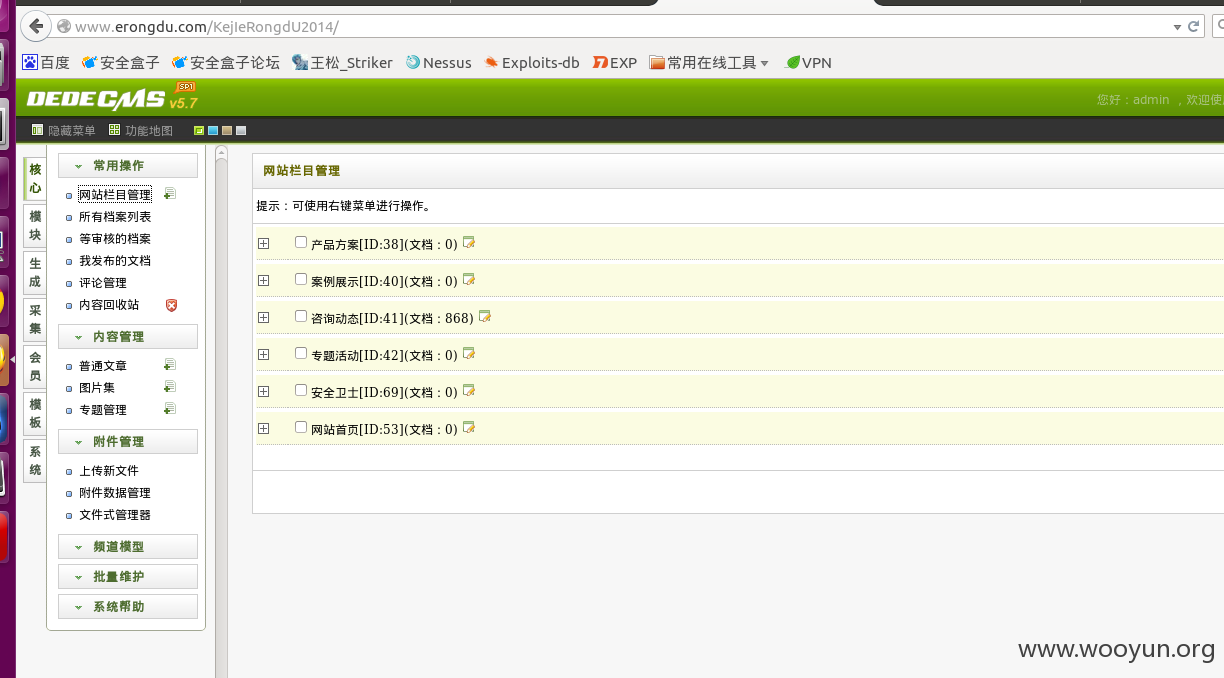 www.erongdu.com/KejIeRongdU2014/
百度 安全盒子 安全盒子论坛 王松_Striker Nessus Exploits-db EXP 常用在线工具 VPN
DEDECMS v5.7 SP1
您好：admin ，欢迎使
隐藏菜单 功能地图
核心
模块
生成
采集
会员
模板
系统
常用操作
网站栏目管理
所有档案列表
等审核的档案
我发布的文档
评论管理
内容回收站
内容管理
普通文章
图片集
专题管理
附件管理
上传新文件
附件数据管理
文件式管理器
频道模型
批量维护
系统帮助
网站栏目管理
提示：可使用右键菜单进行操作。
产品方案[ID:38](文档：0)
案例展示[ID:40](文档：0)
咨询动态[ID:41](文档：868)
专题活动[ID:42](文档：0)
安全卫士[ID:69](文档：0)
网站首页[ID:53](文档：0)
www.wooyun.org